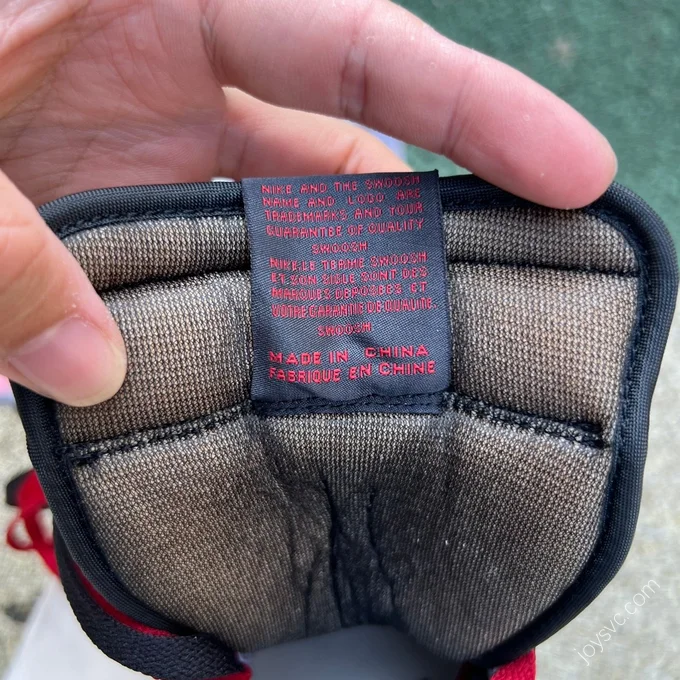 NIKE AND THE SWOOSH
NAME AND LOGO ARE
TRADEMARKS AND YOUR
GUARANTEE OF QUALITY
SWOOSH
NIKE.LE TERME SWOOSH
ET SON SIGLE SONT DES
MARQUES DEPOSEES ET
VOTRE GARANTIE DE QUALITE.
SWOOSH
MADE IN CHINA
FABRIQUE EN CHINE
joysvc.com